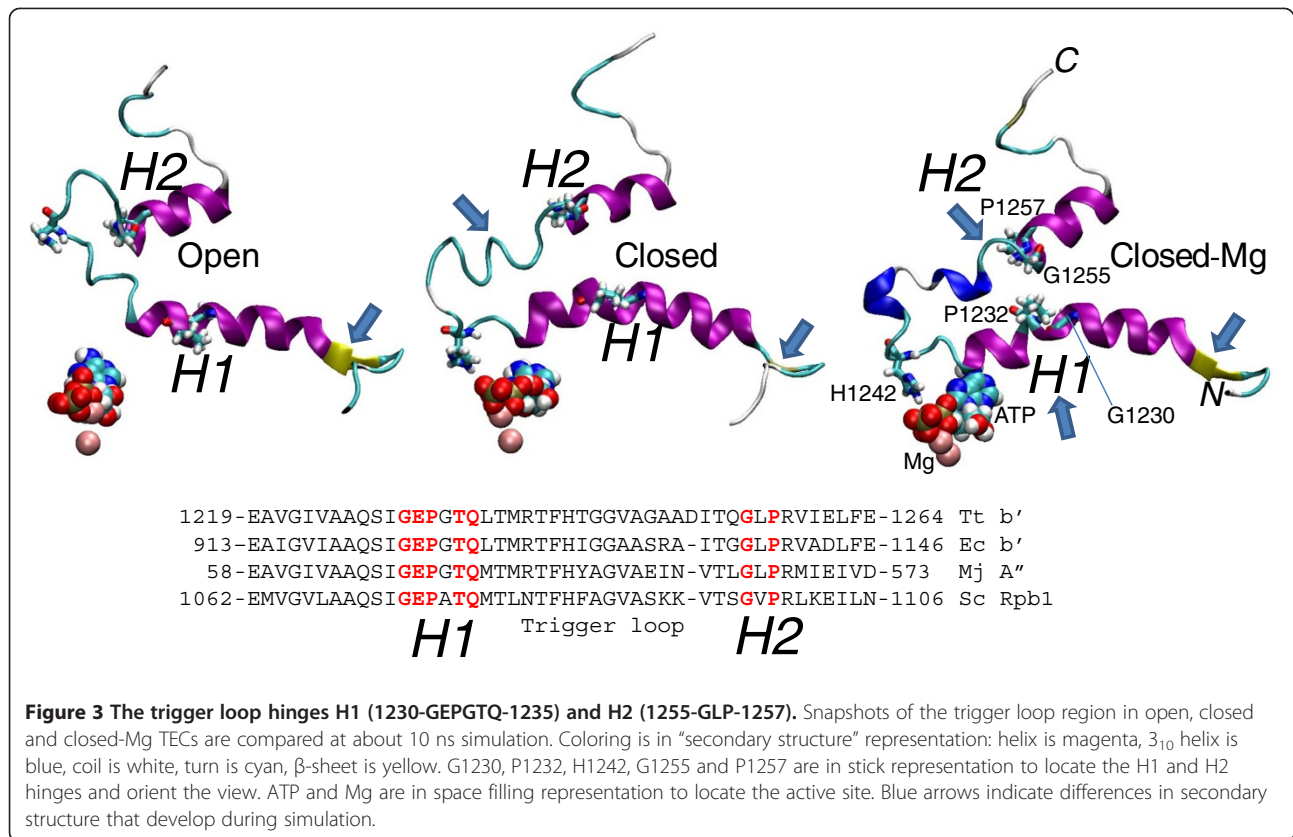 H2
Open
H1
H2
Closed
H1
C
H2
P1257
Closed-Mg
G1255
P1232
H1242
H1
N
ATP
G1230
Mg
1219-EAVGIVAAQSIGEPGTQLTMRTFHTGGVAGAADITQGLPRVIELFE-1264 Tt b’
913–EAIGVIAAQSIGEPGTQLTMRTFHIGGAASRA-ITGGLPRVADLFE-1146 Ec b’
58-EAVGIVAAQSIGEPGTQMTMRTFHYAGVAEIN-VTLGLPRMIEIVD-573 Mj A”
1062-EMVGVLAAQSIGEPATQMTLNTFHFAGVASKK-VTSGVPRLKEILN-1106 Sc Rpb1
H1 Trigger loop H2
Figure 3 The trigger loop hinges H1 (1230-GEPGTQ-1235) and H2 (1255-GLP-1257). Snapshots of the trigger loop region in open, closed
and closed-Mg TECs are compared at about 10 ns simulation. Coloring is in “secondary structure” representation: helix is magenta, 3₁₀ helix is
blue, coil is white, turn is cyan, β-sheet is yellow. G1230, P1232, H1242, G1255 and P1257 are in stick representation to locate the H1 and H2
hinges and orient the view. ATP and Mg are in space filling representation to locate the active site. Blue arrows indicate differences in secondary
structure that develop during simulation.